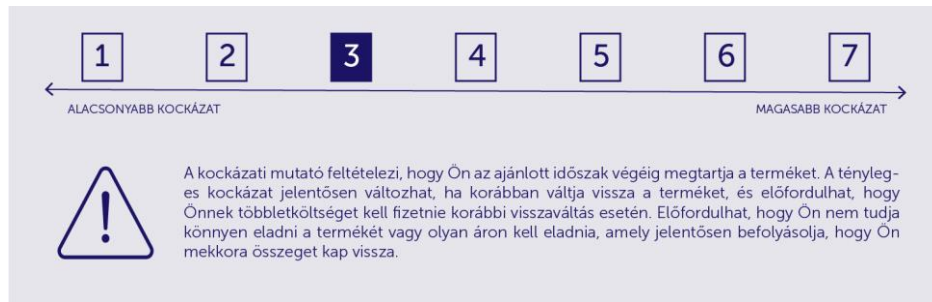 1 2 3 4 5 6 7
ALACSONYABB KOCKÁZAT MAGASABB KOCKÁZAT
A kockázati mutató feltételezi, hogy Ön az ajánlott időszak végéig megtartja a terméket. A tényleg-
es kockázat jelentősen változhat, ha korábban váltja vissza a terméket, és előfordulhat, hogy
Önnek többletköltséget kell fizetnie korábbi visszaváltás esetén. Előfordulhat, hogy Ön nem tudja
könnyen eladni a termékét vagy olyan áron kell eladnia, amely jelentősen befolyásolja, hogy Ön
mekkora összeget kap vissza.